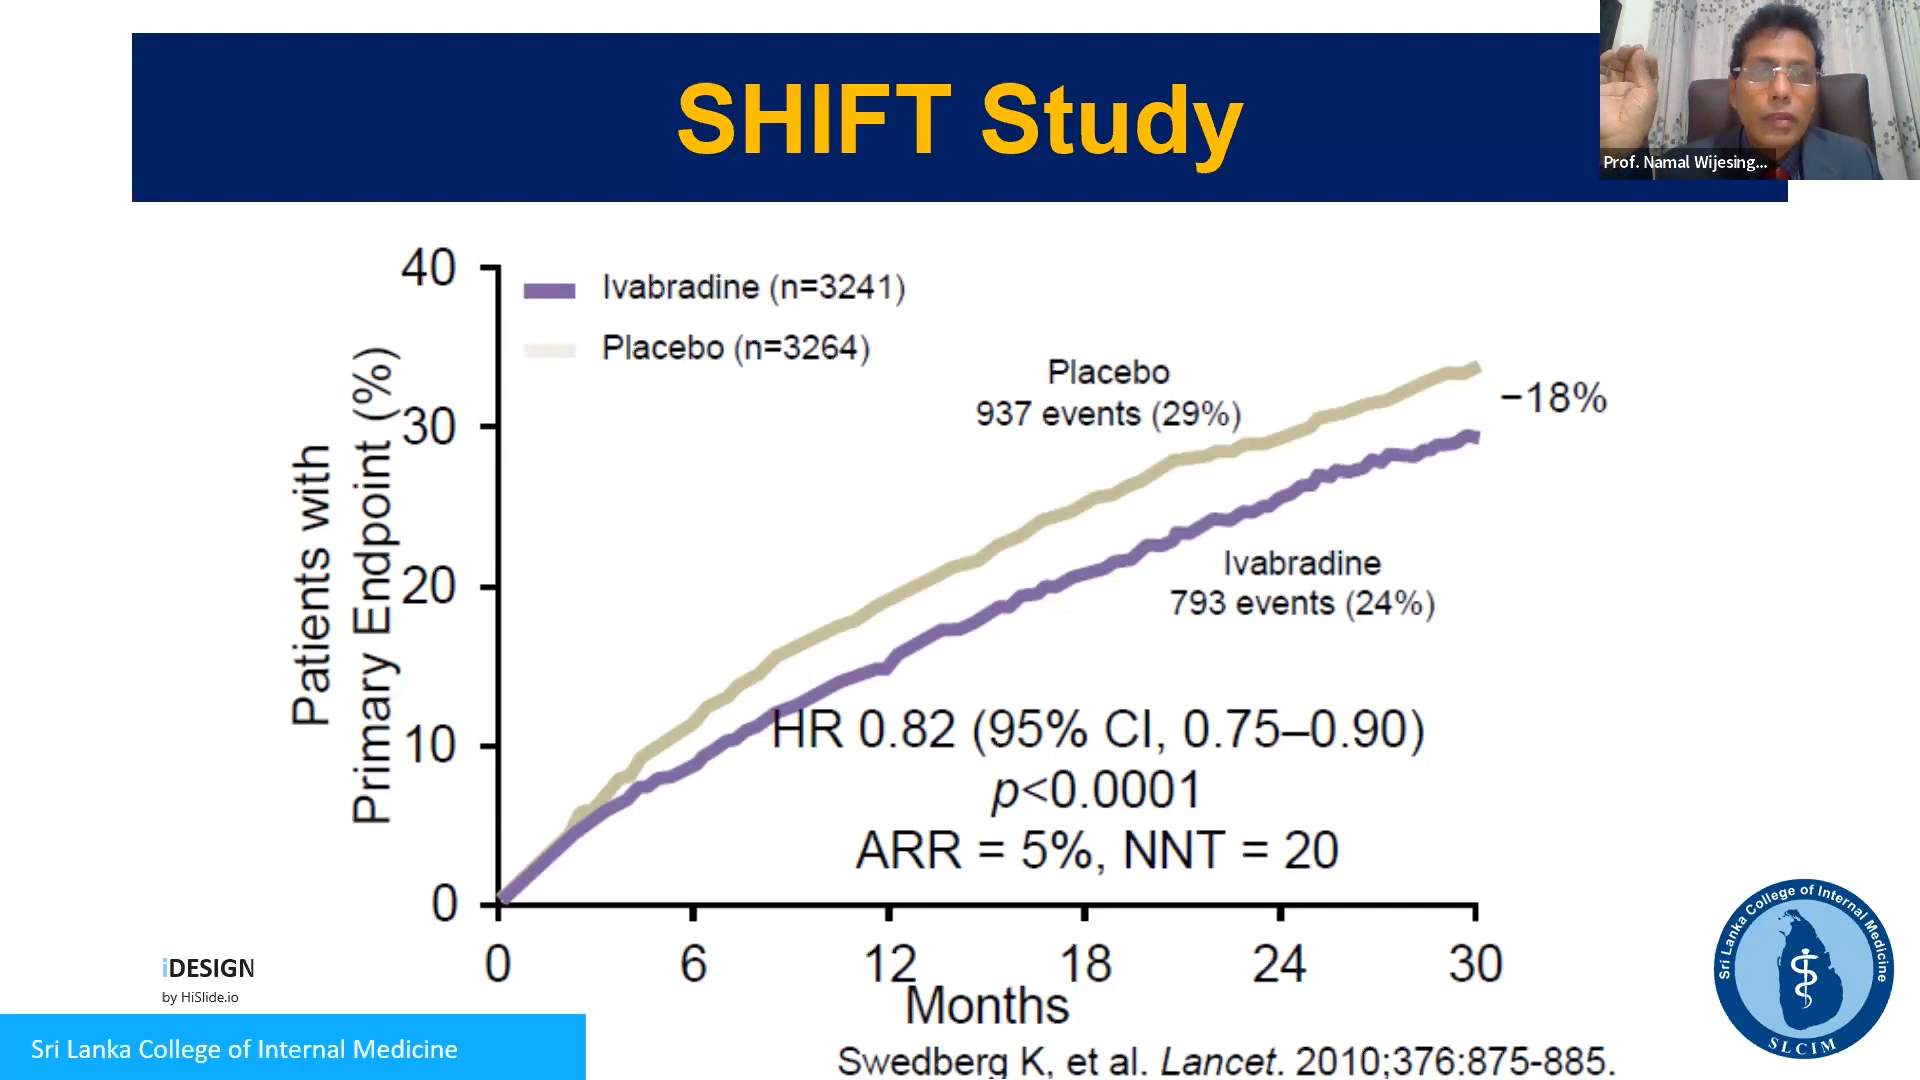 SHIFT Study
Prof. Namal Wijesing...
40
Ivabradine (n=3241)
Placebo (n=3264)
Placebo
937 events (29%)
−18%
30
Patients with
Primary Endpoint (%)
20
Ivabradine
793 events (24%)
10
HR 0.82 (95% CI, 0.75–0.90)
p<0.0001
ARR = 5%, NNT = 20
0
0 6 12 18 24 30
Months
iDESIGN
by HiSlide.io
Sri Lanka College of Internal Medicine
Swedberg K, et al. Lancet. 2010;376:875-885.
Sri Lanka College of Internal Medicine
SLCIM